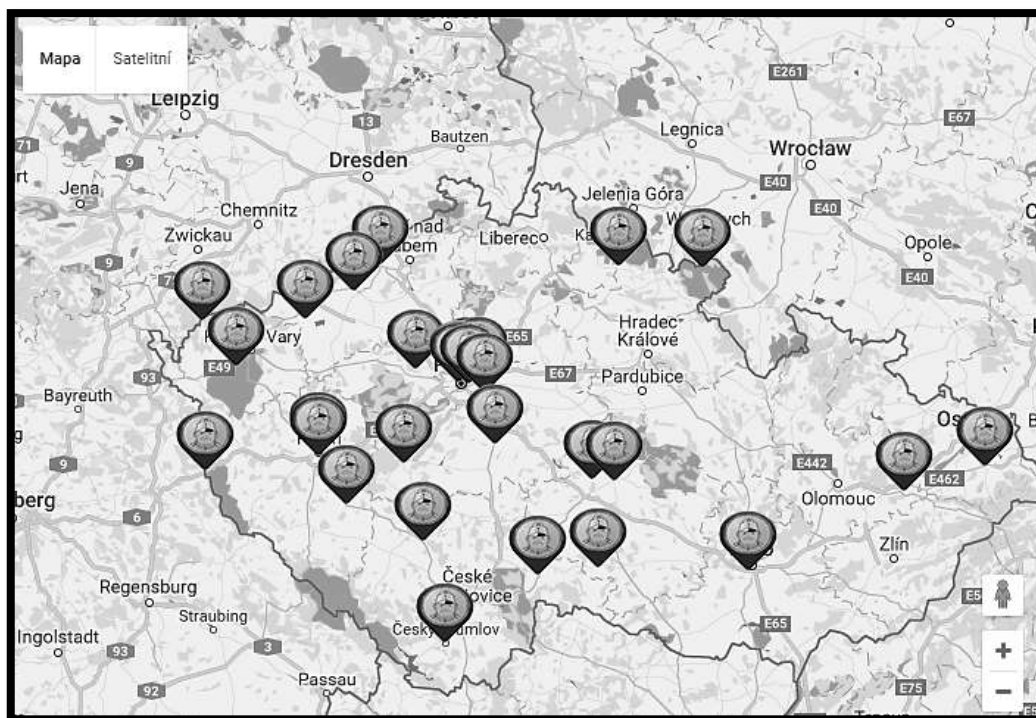 Mapa
Satelitní
E261
Leipzig
13
Legnica
E67
71
Bautzen
9
Dresden
Wrocław
E40
Jena
Jelenia Góra
E40
Chemnitz
nad
Zwickau
Liberec
Opole
9
E40
Vary
E65
Hradec
Králové
E49
93
E67
Pardubice
Bayreuth
9
E442
E462
Olomouc
berg
6
Zlín
České
Regensburg
Straubing
E65
Ingolstadt
93
3
Passau
92
E75
+
−